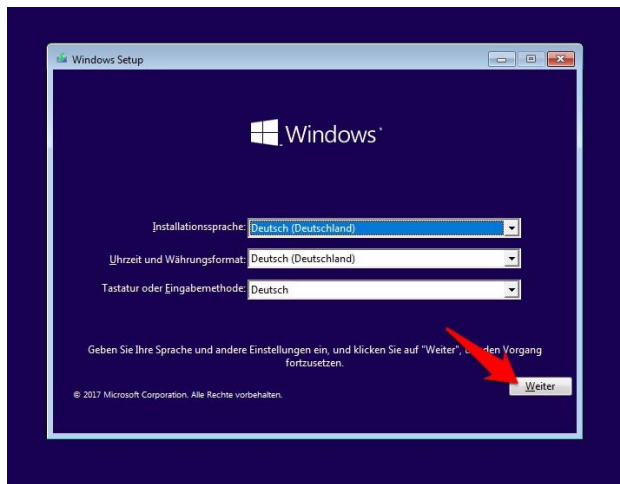 Windows Setup
Windows
Installationssprache: Deutsch (Deutschland)
Uhrzeit und Währungsformat: Deutsch (Deutschland)
Tastatur oder Eingabemethode: Deutsch
Geben Sie Ihre Sprache und andere Einstellungen ein, und klicken Sie auf "Weiter", den Vorgang
fortzusetzen.
Weiter
© 2017 Microsoft Corporation. Alle Rechte vorbehalten.